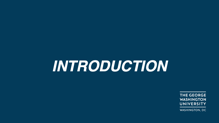 INTRODUCTION
THE GEORGE
WASHINGTON
UNIVERSITY
WASHINGTON, DC